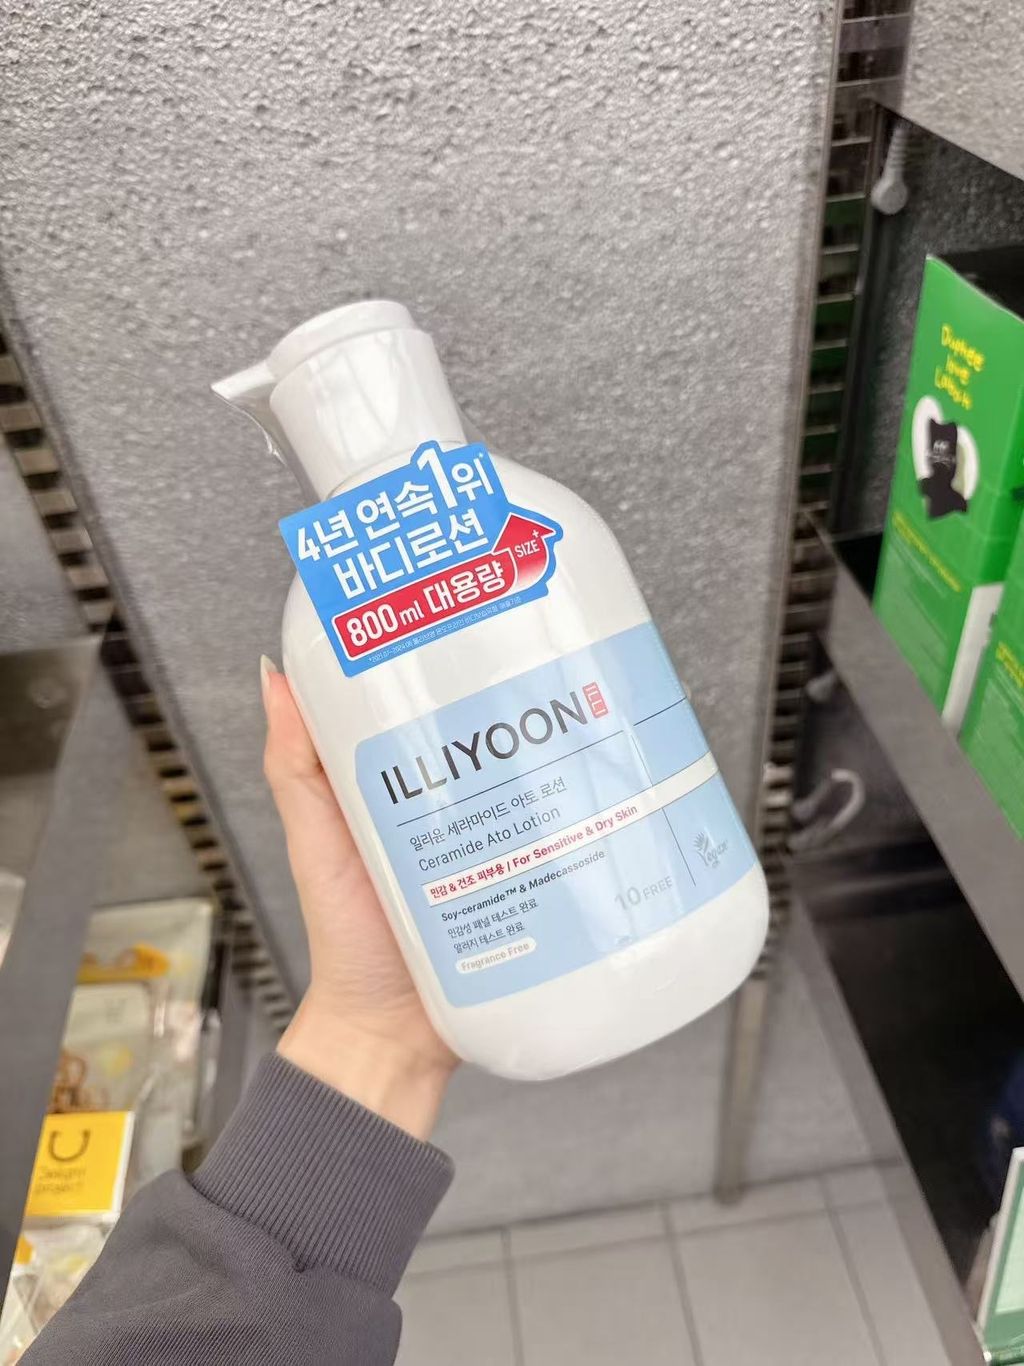 4년 연속 1위
바디로션
800ml 대용량
SIZE+
ILLIYOON
일리윤 세라마이드 아토 로션
Ceramide Ato Lotion
민감 & 건조 피부용 / For Sensitive & Dry Skin
Soy-ceramide™ & Madecassoside
민감성 패널 테스트 완료
알러지 테스트 완료
Fragrance Free
10 FREE
Vegan
Delight
project